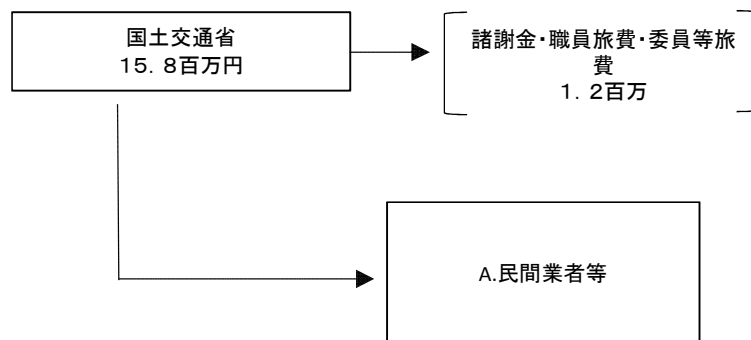 国土交通省
１５．８百万円
諸謝金・職員旅費・委員等旅
費
１．２百万
A.民間業者等